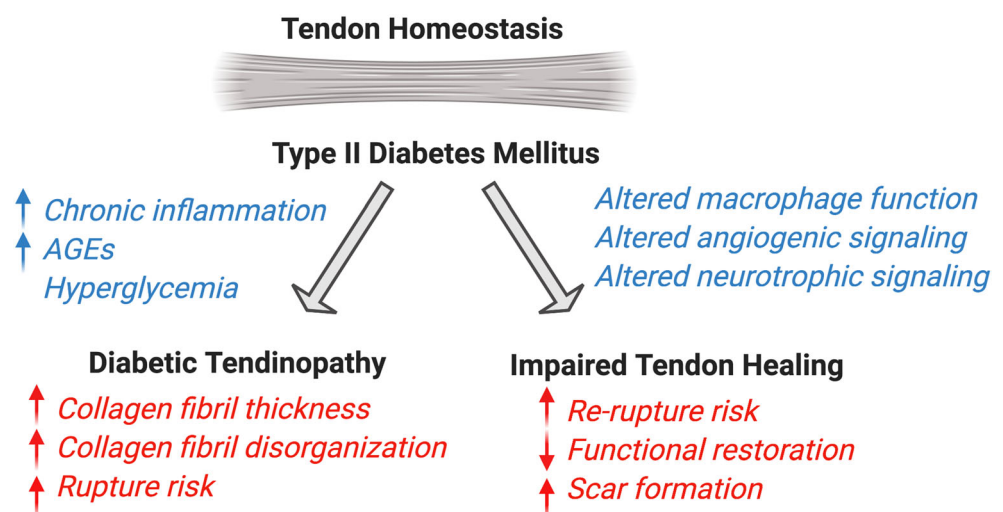 Tendon Homeostasis
Type II Diabetes Mellitus
Chronic inflammation
AGEs
Hyperglycemia
Altered macrophage function
Altered angiogenic signaling
Altered neurotrophic signaling
Diabetic Tendinopathy
Collagen fibril thickness
Collagen fibril disorganization
Rupture risk
Impaired Tendon Healing
Re-rupture risk
Functional restoration
Scar formation